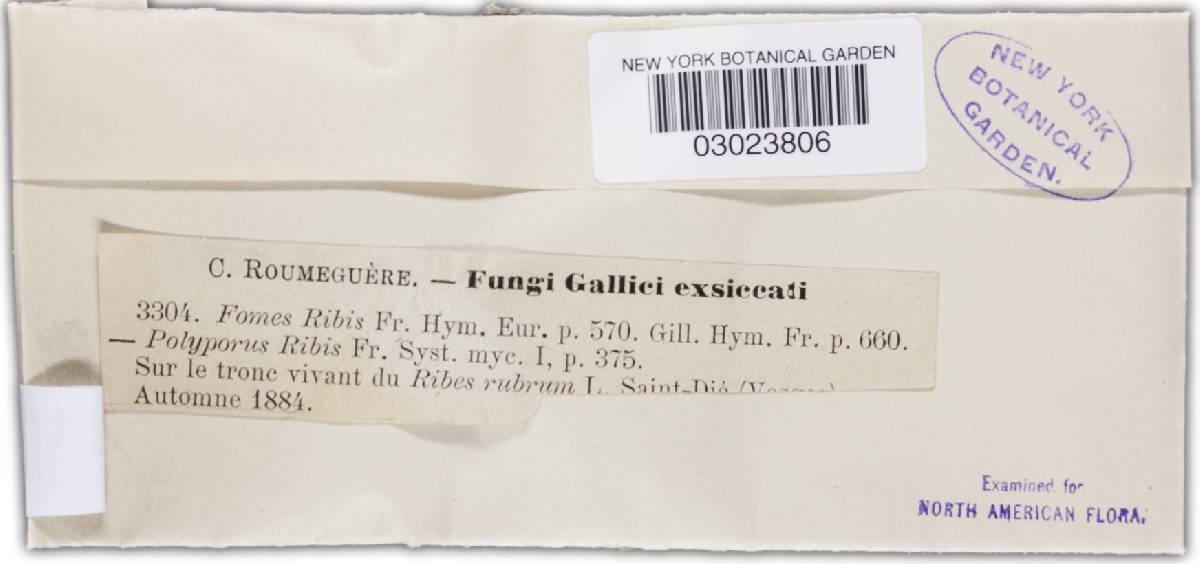 NEW YORK BOTANICAL GARDEN
03023806
NEW YORK
BOTANICAL
GARDEN.
C. ROUMEGUÈRE. — Fungi Gallici exsiccati
3304. Fomes Ribis Fr. Hym. Eur. p. 570. Gill. Hym. Fr. p. 660.
— Polyporus Ribis Fr. Syst. myc. I, p. 375.
Sur le tronc vivant du Ribes rubrum L. Saint-Dié
Automne 1884.
Examined for
NORTH AMERICAN FLORA.